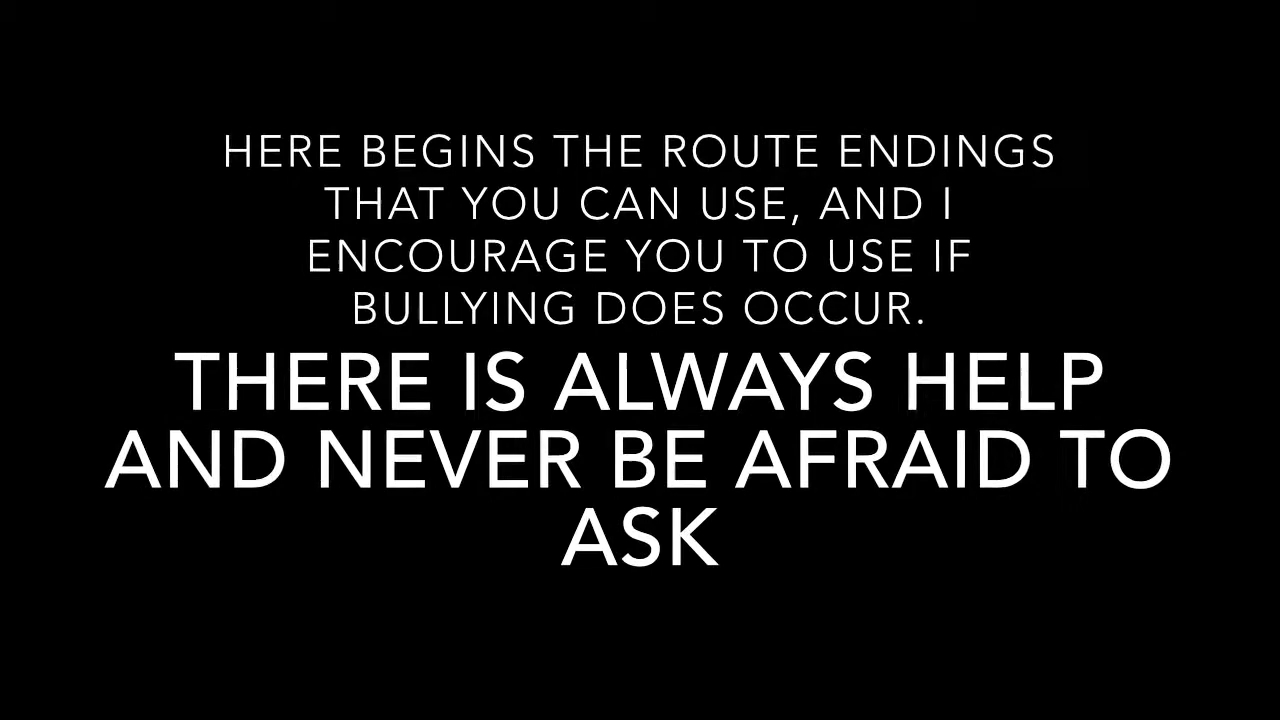 HERE BEGINS THE ROUTE ENDINGS
THAT YOU CAN USE, AND I
ENCOURAGE YOU TO USE IF
BULLYING DOES OCCUR.
THERE IS ALWAYS HELP
AND NEVER BE AFRAID TO
ASK